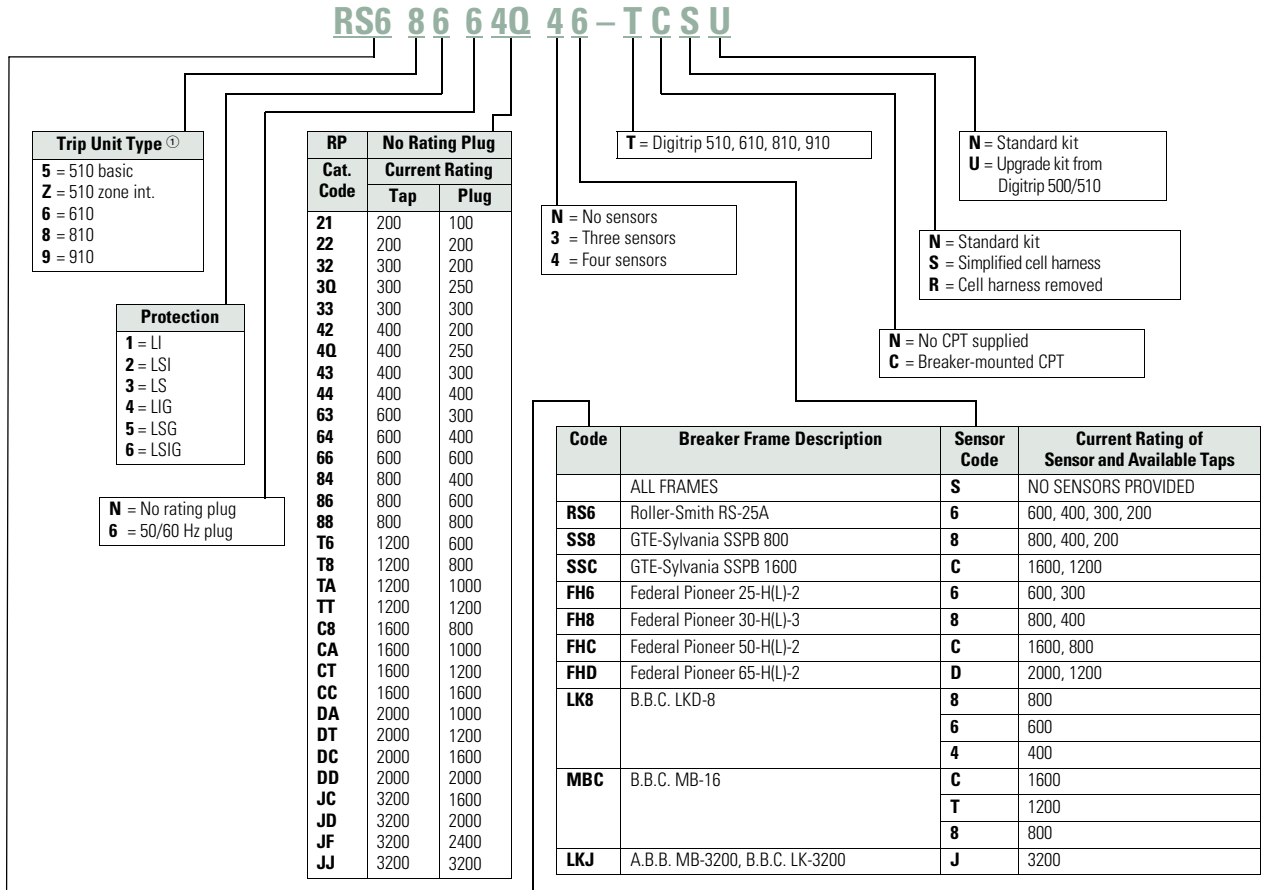 RS6 8 6 6 4Q 4 6 – T C S U
Trip Unit Type ①
5 = 510 basic
Z = 510 zone int.
6 = 610
8 = 810
9 = 910
Protection
1 = LI
2 = LSI
3 = LS
4 = LIG
5 = LSG
6 = LSIG
N = No rating plug
6 = 50/60 Hz plug
RP No Rating Plug
Cat. Code Current Rating
Tap Plug
21 200 100
22 200 200
32 300 200
3Q 300 250
33 300 300
42 400 200
4Q 400 250
43 400 300
44 400 400
63 600 300
64 600 400
66 600 600
84 800 400
86 800 600
88 800 800
T6 1200 600
T8 1200 800
TA 1200 1000
TT 1200 1200
C8 1600 800
CA 1600 1000
CT 1600 1200
CC 1600 1600
DA 2000 1000
DT 2000 1200
DC 2000 1600
DD 2000 2000
JC 3200 1600
JD 3200 2000
JF 3200 2400
JJ 3200 3200
T = Digitrip 510, 610, 810, 910
N = No sensors
3 = Three sensors
4 = Four sensors
N = Standard kit
U = Upgrade kit from
Digitrip 500/510
N = Standard kit
S = Simplified cell harness
R = Cell harness removed
N = No CPT supplied
C = Breaker-mounted CPT
Code Breaker Frame Description Sensor Code Current Rating of Sensor and Available Taps
ALL FRAMES S NO SENSORS PROVIDED
RS6 Roller-Smith RS-25A 6 600, 400, 300, 200
SS8 GTE-Sylvania SSPB 800 8 800, 400, 200
SSC GTE-Sylvania SSPB 1600 C 1600, 1200
FH6 Federal Pioneer 25-H(L)-2 6 600, 300
FH8 Federal Pioneer 30-H(L)-3 8 800, 400
FHC Federal Pioneer 50-H(L)-2 C 1600, 800
FHD Federal Pioneer 65-H(L)-2 D 2000, 1200
LK8 B.B.C. LKD-8 8 800
6 600
4 400
MBC B.B.C. MB-16 C 1600
T 1200
8 800
LKJ A.B.B. MB-3200, B.B.C. LK-3200 J 3200